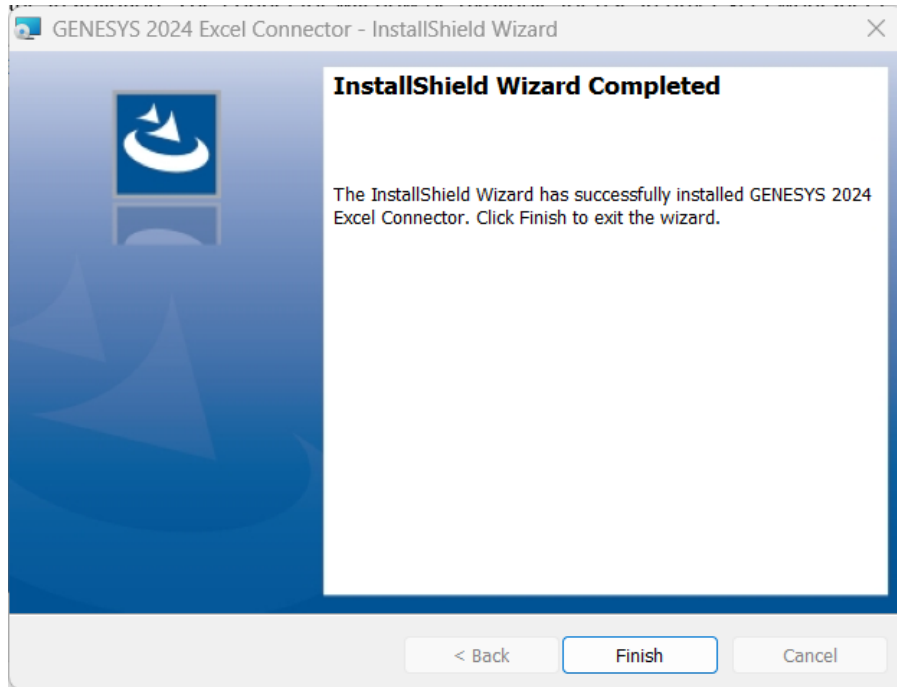 GENESYS 2024 Excel Connector - InstallShield Wizard
InstallShield Wizard Completed
The InstallShield Wizard has successfully installed GENESYS 2024
Excel Connector. Click Finish to exit the wizard.
< Back
Finish
Cancel